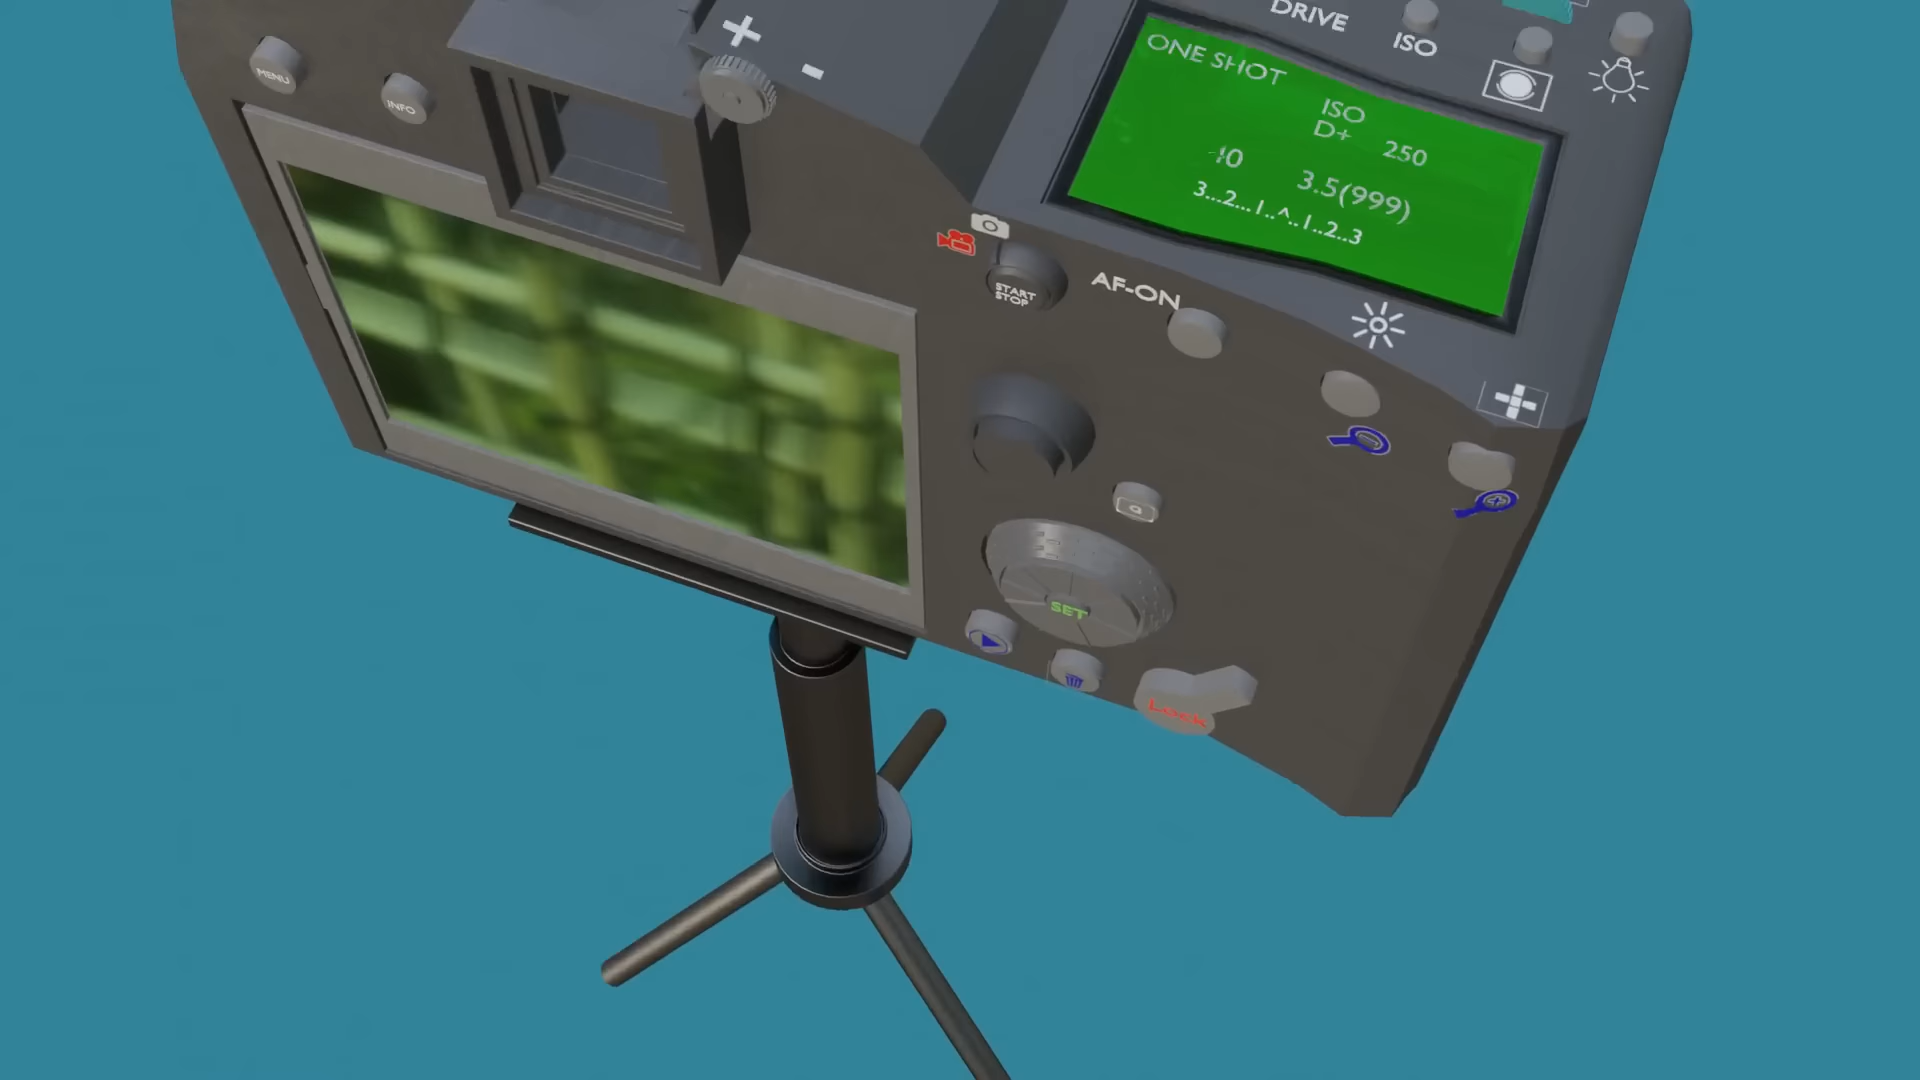 DRIVE
ISO
MENU
INFO
+
-
ONE SHOT
ISO
D+ 250
3.5(999)
3...2...1..^..1..2..3
START
STOP
AF-ON
Q
SET
Lock